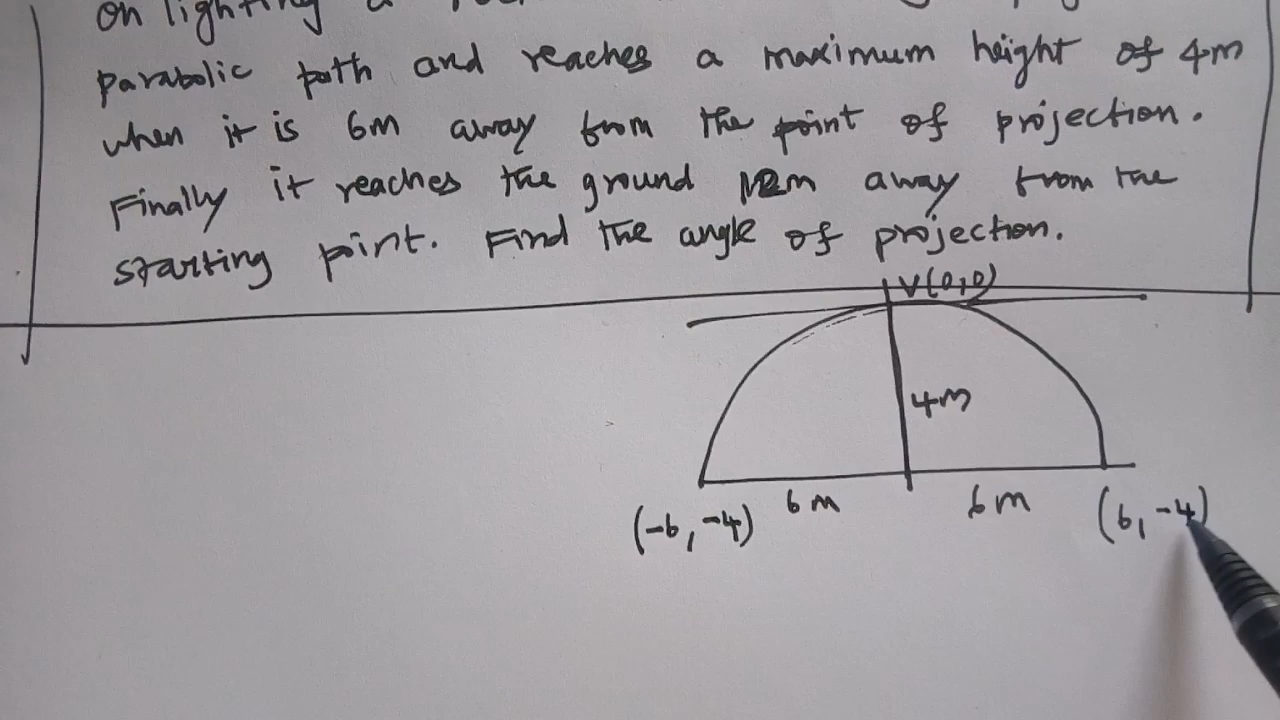 on lighting a
parabolic path and reaches a maximum height of 4m
when it is 6m away from the point of projection.
Finally it reaches the ground 12m away from the
starting point. Find the angle of projection.
V(0,0)
4m
6m 6m
(-6,-4) (6,-4)